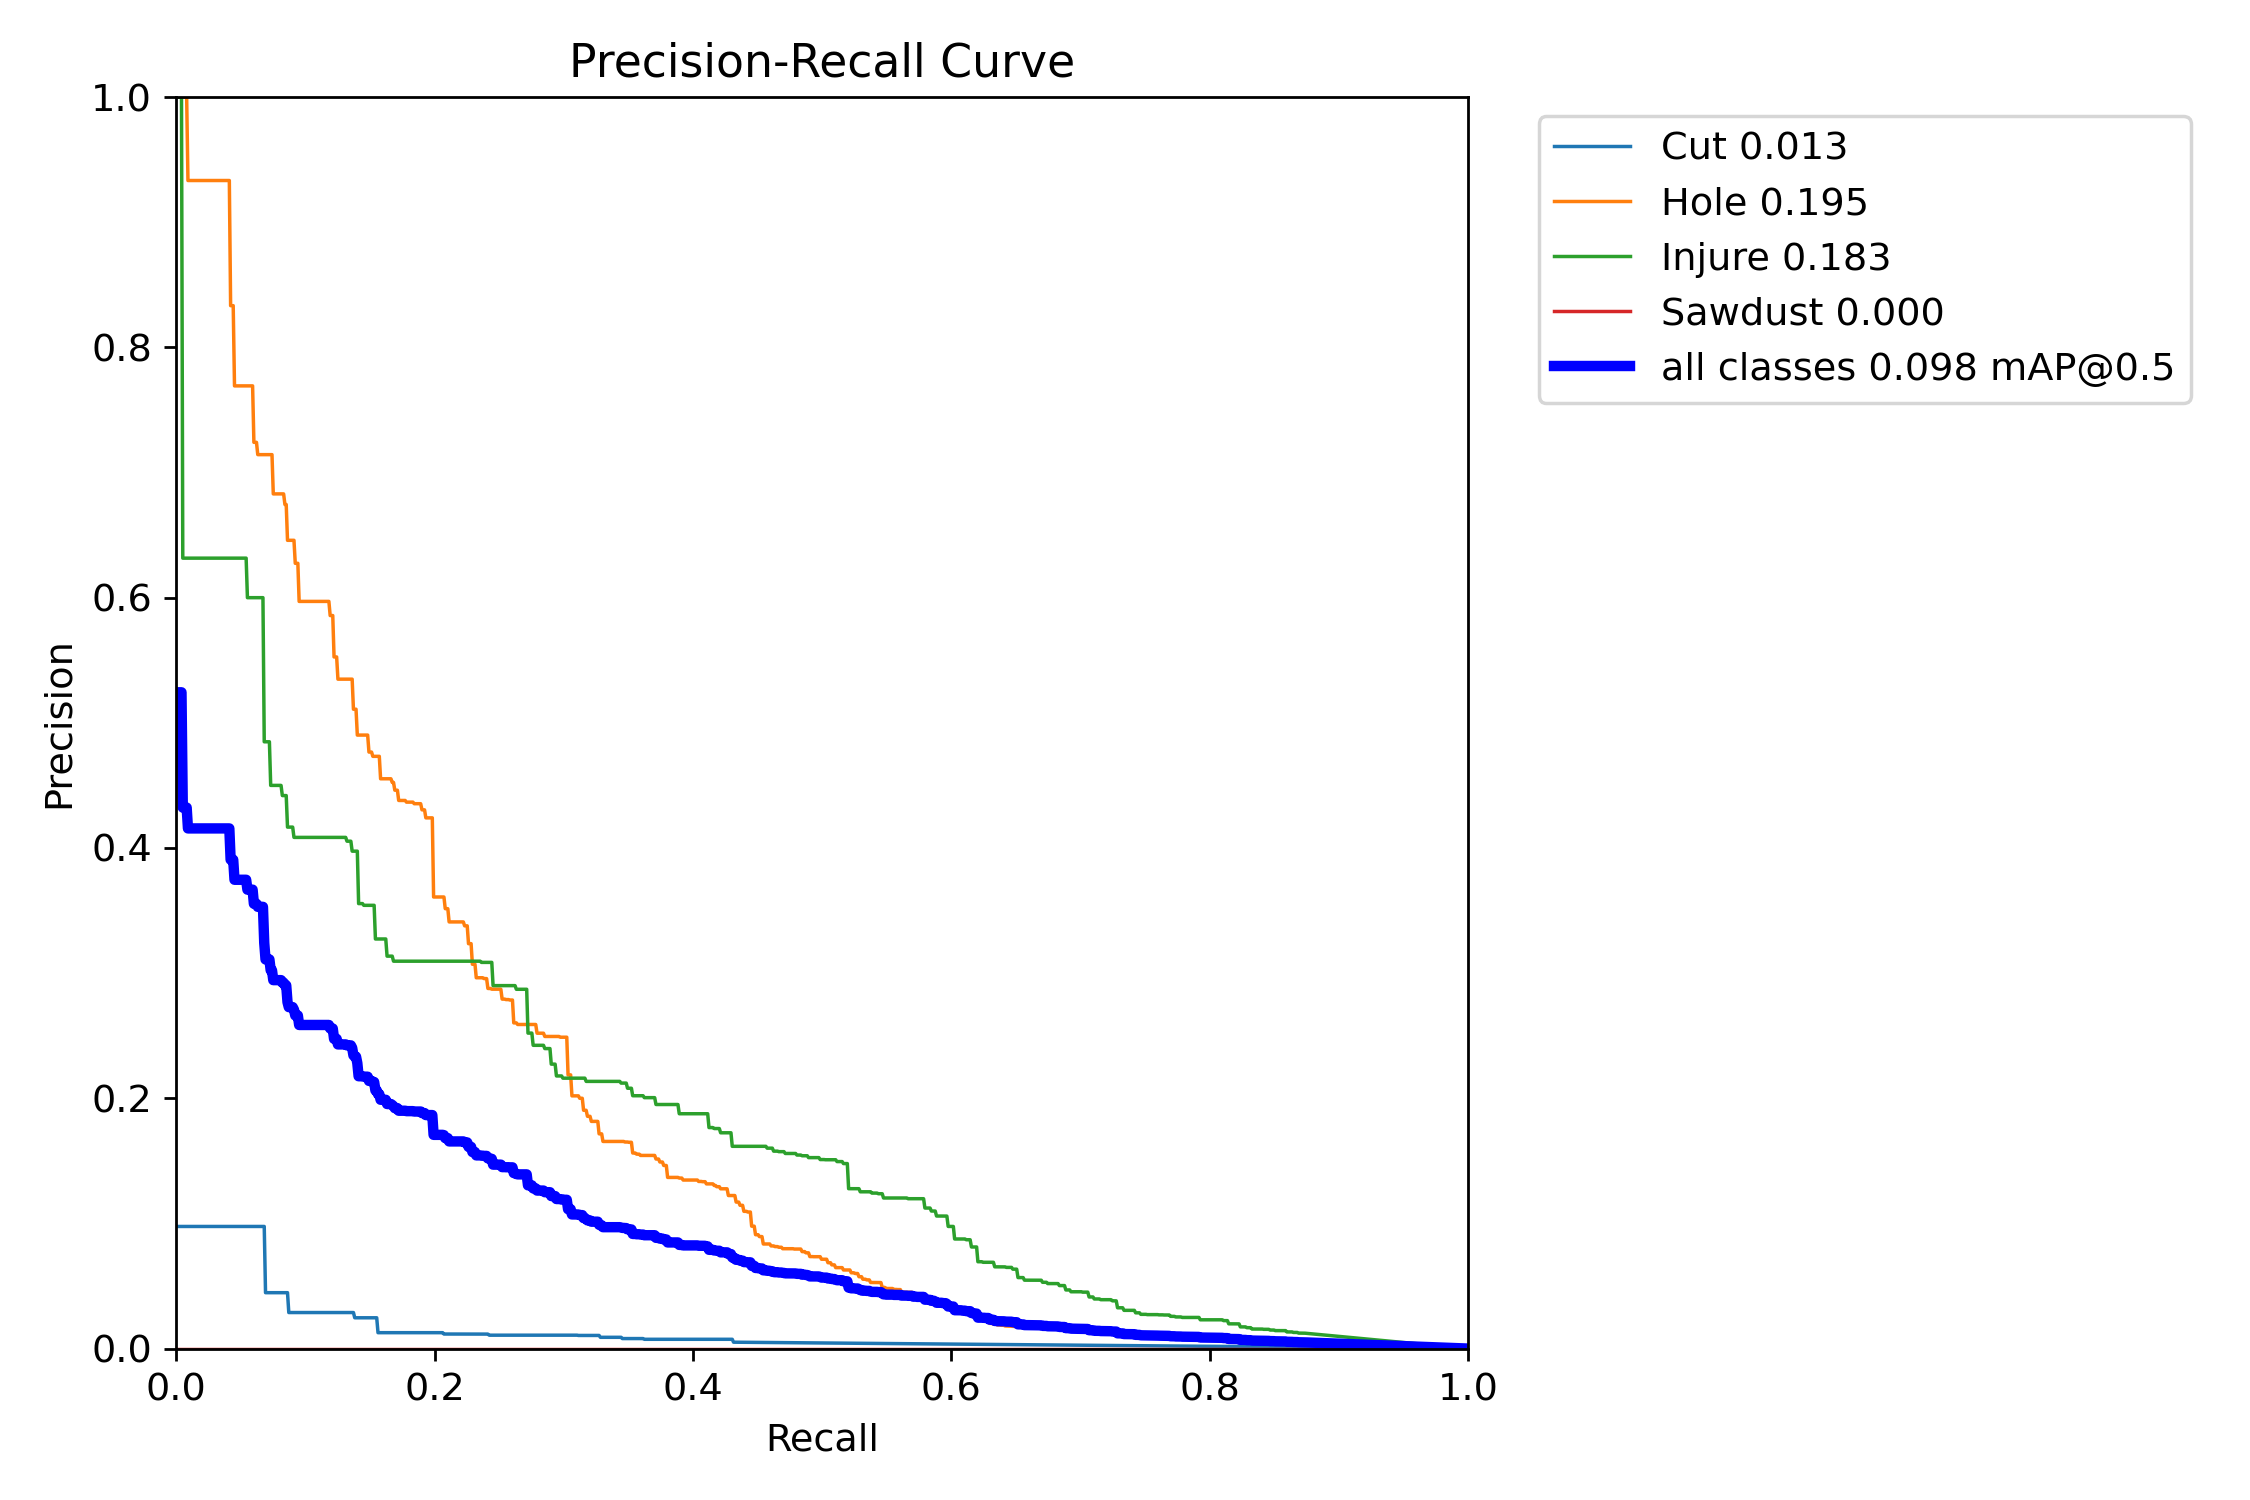 Precision-Recall Curve
1.0
0.8
0.6
0.4
0.2
0.0
Precision
0.0 0.2 0.4 0.6 0.8 1.0
Recall
Cut 0.013
Hole 0.195
Injure 0.183
Sawdust 0.000
all classes 0.098 mAP@0.5